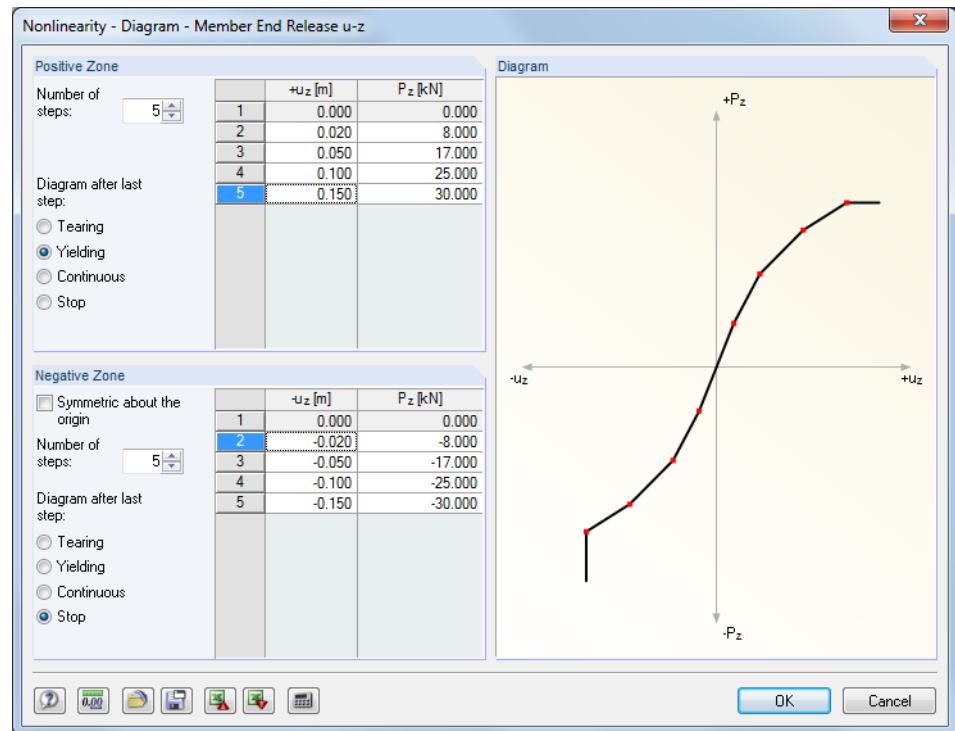 Nonlinearity - Diagram - Member End Release u-z
Positive Zone
Number of
steps:
5
Diagram after last
step:
Tearing
Yielding
Continuous
Stop
+uz [m] Pz [kN]
1 0.000 0.000
2 0.020 8.000
3 0.050 17.000
4 0.100 25.000
5 0.150 30.000
Negative Zone
Symmetric about the
origin
Number of
steps:
5
Diagram after last
step:
Tearing
Yielding
Continuous
Stop
-uz [m] Pz [kN]
1 0.000 0.000
2 -0.020 -8.000
3 -0.050 -17.000
4 -0.100 -25.000
5 -0.150 -30.000
Diagram
+Pz
-uz
+uz
-Pz
0.00
OK
Cancel